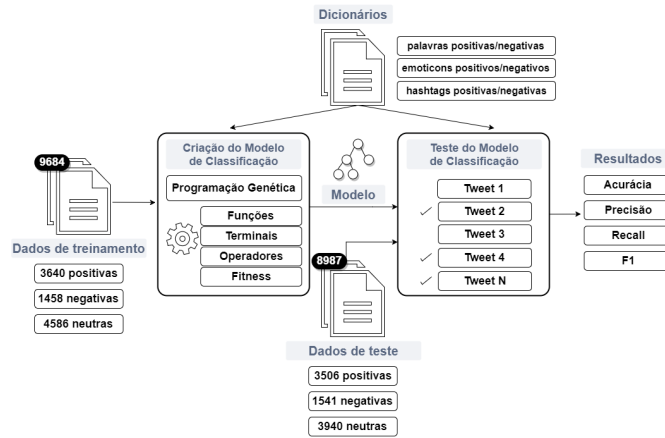 Dicionários
palavras positivas/negativas
emoticons positivos/negativos
hashtags positivas/negativas
9684
Dados de treinamento
3640 positivas
1458 negativas
4586 neutras
Criação do Modelo
de Classificação
Programação Genética
Funções
Terminais
Operadores
Fitness
Modelo
8987
Dados de teste
3506 positivas
1541 negativas
3940 neutras
Teste do Modelo
de Classificação
Tweet 1
Tweet 2
Tweet 3
Tweet 4
Tweet N
Resultados
Acurácia
Precisão
Recall
F1